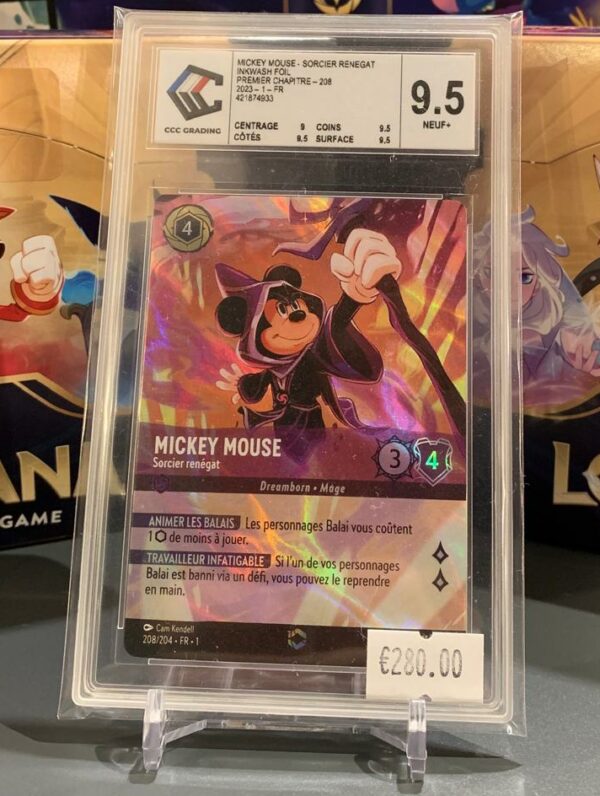 MICKEY MOUSE - SORCIER RENEGAT
INKWASH FOIL
PREMIER CHAPITRE – 208
2023 – 1 – FR
421874933
CCC GRADING
CENTRAGE 9 COINS 9.5
CÔTÉS 9.5 SURFACE 9.5
9.5
NEUF+
4
MICKEY MOUSE
Sorcier renégat
3 4
Dreamborn • Mage
ANIMER LES BALAIS Les personnages Balai vous coûtent
1 de moins à jouer.
TRAVAILLEUR INFATIGABLE Si l'un de vos personnages
Balai est banni via un défi, vous pouvez le reprendre
en main.
Cam Kendell
208/204 • FR • 1
€280.00
ANA
GAME
LO